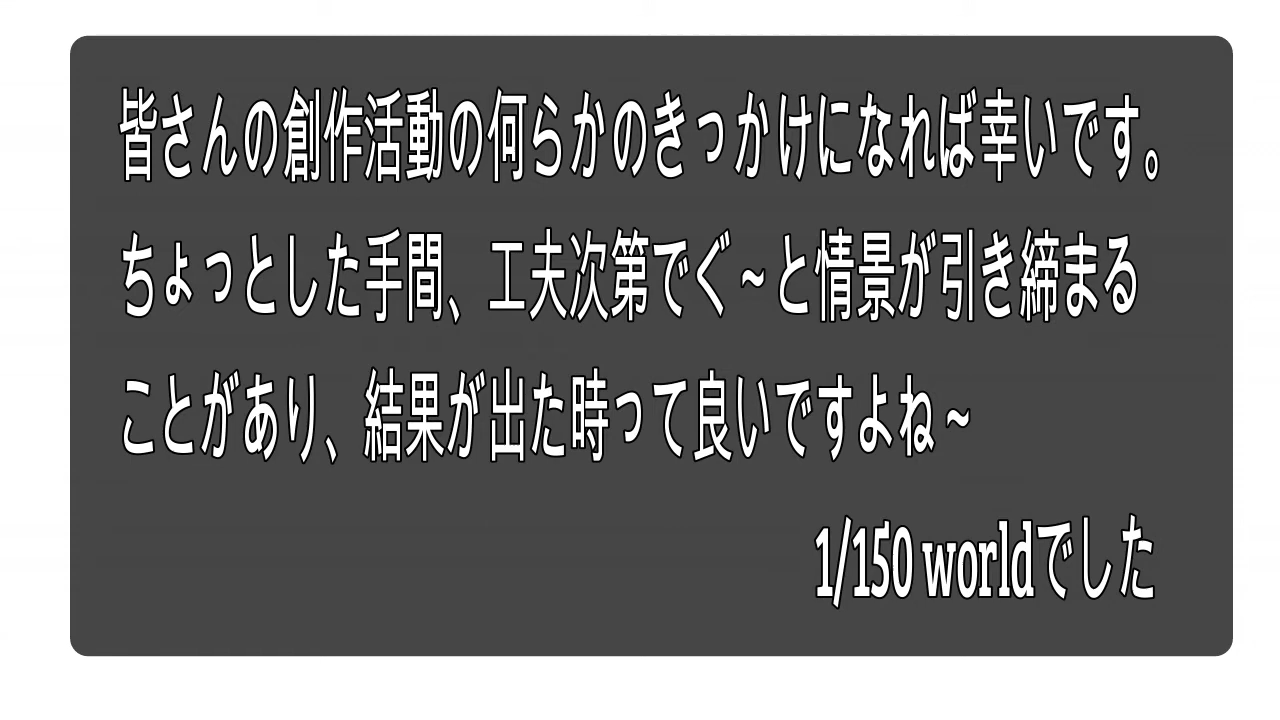 皆さんの創作活動の何らかのきっかけになれば幸いです。
ちょっとした手間、工夫次第でぐ～と情景が引き締まる
ことがあり、結果が出た時って良いですよね～
1/150 worldでした